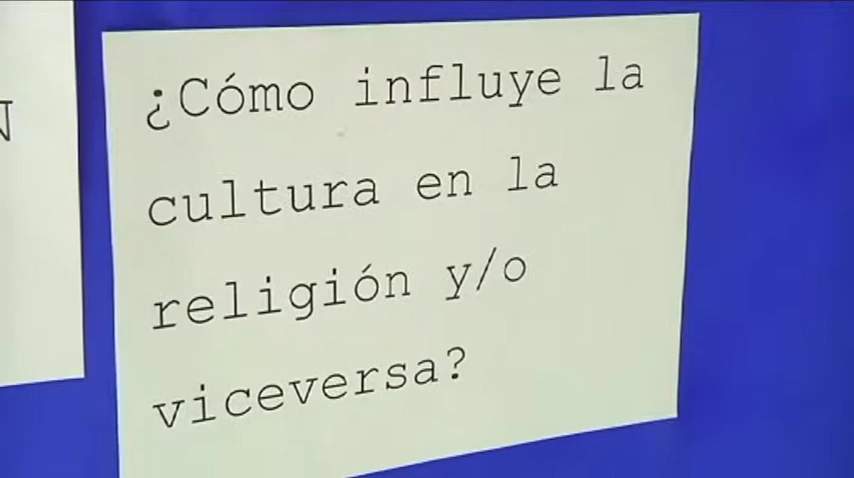 ¿Cómo influye la
cultura en la
religión y/o
viceversa?